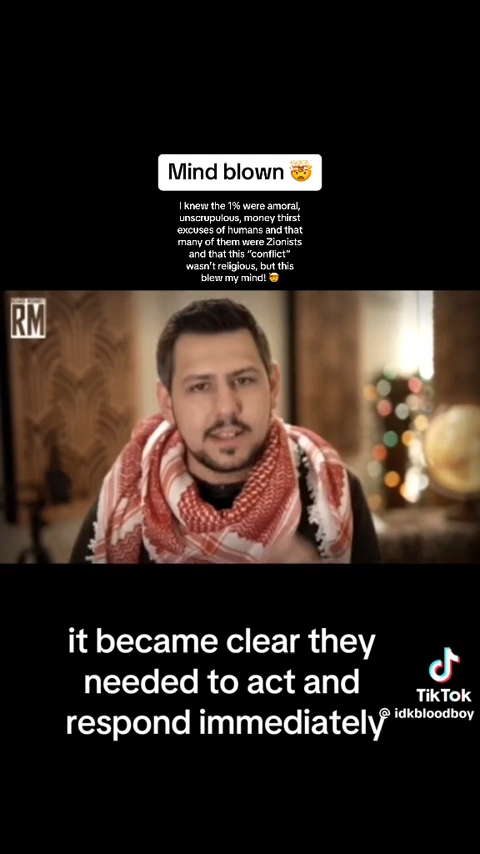 Mind blown 🤯
I knew the 1% were amoral,
unscrupulous, money thirst
excuses of humans and that
many of them were Zionists
and that this “conflict”
wasn’t religious, but this
blew my mind! 🤯
RM
it became clear they
needed to act and
respond immediately
TikTok
@ idkbloodboy